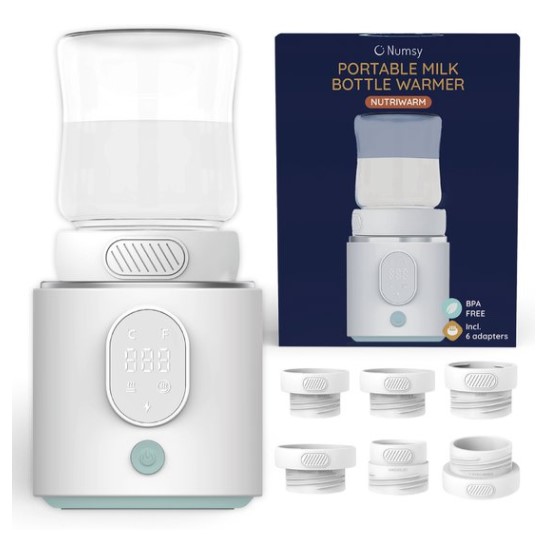 Numsy
PORTABLE MILK
BOTTLE WARMER
NUTRIWARM
C F
888
BPA
FREE
Incl.
6 adapters